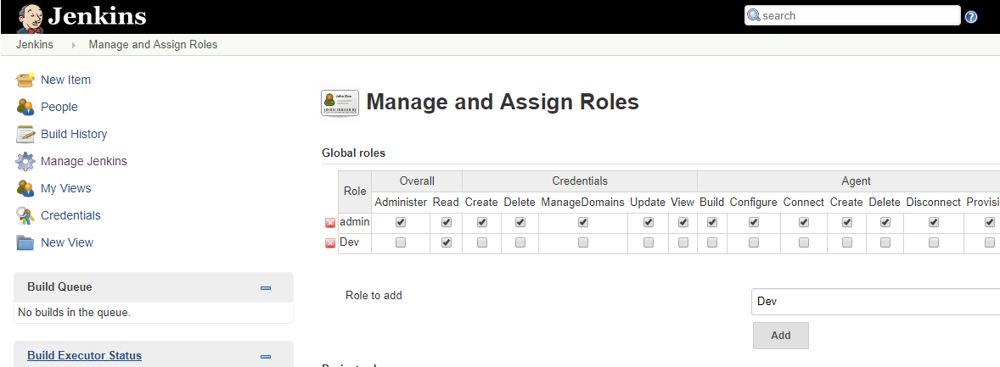 Jenkins
search
Jenkins Manage and Assign Roles
New Item
People
Build History
Manage Jenkins
My Views
Credentials
New View
Build Queue
No builds in the queue.
Build Executor Status
Manage and Assign Roles
Global roles
Role Overall Credentials Agent
Administer Read Create Delete ManageDomains Update View Build Configure Connect Create Delete Disconnect Provisi
admin
Dev
Role to add
Dev
Add